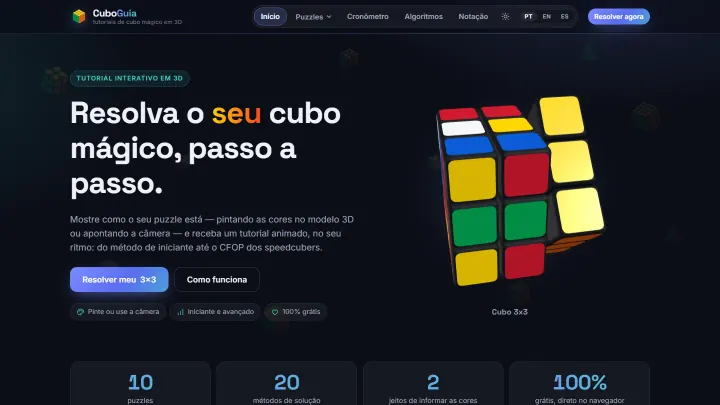 CuboGuia
tutoriais de cubo mágico em 3D
Início
Puzzles
Cronômetro
Algoritmos
Notação
PT
EN
ES
Resolver agora
TUTORIAL INTERATIVO EM 3D
Resolva o seu cubo
mágico, passo a
passo.
Mostre como o seu puzzle está — pintando as cores no modelo 3D
ou apontando a câmera — e receba um tutorial animado, no seu
ritmo: do método de iniciante até o CFOP dos speedcubers.
Resolver meu 3×3
Como funciona
Pinte ou use a câmera
Iniciante e avançado
100% grátis
Cubo 3x3
10
puzzles
20
métodos de solução
2
jeitos de informar as cores
100%
grátis, direto no navegador